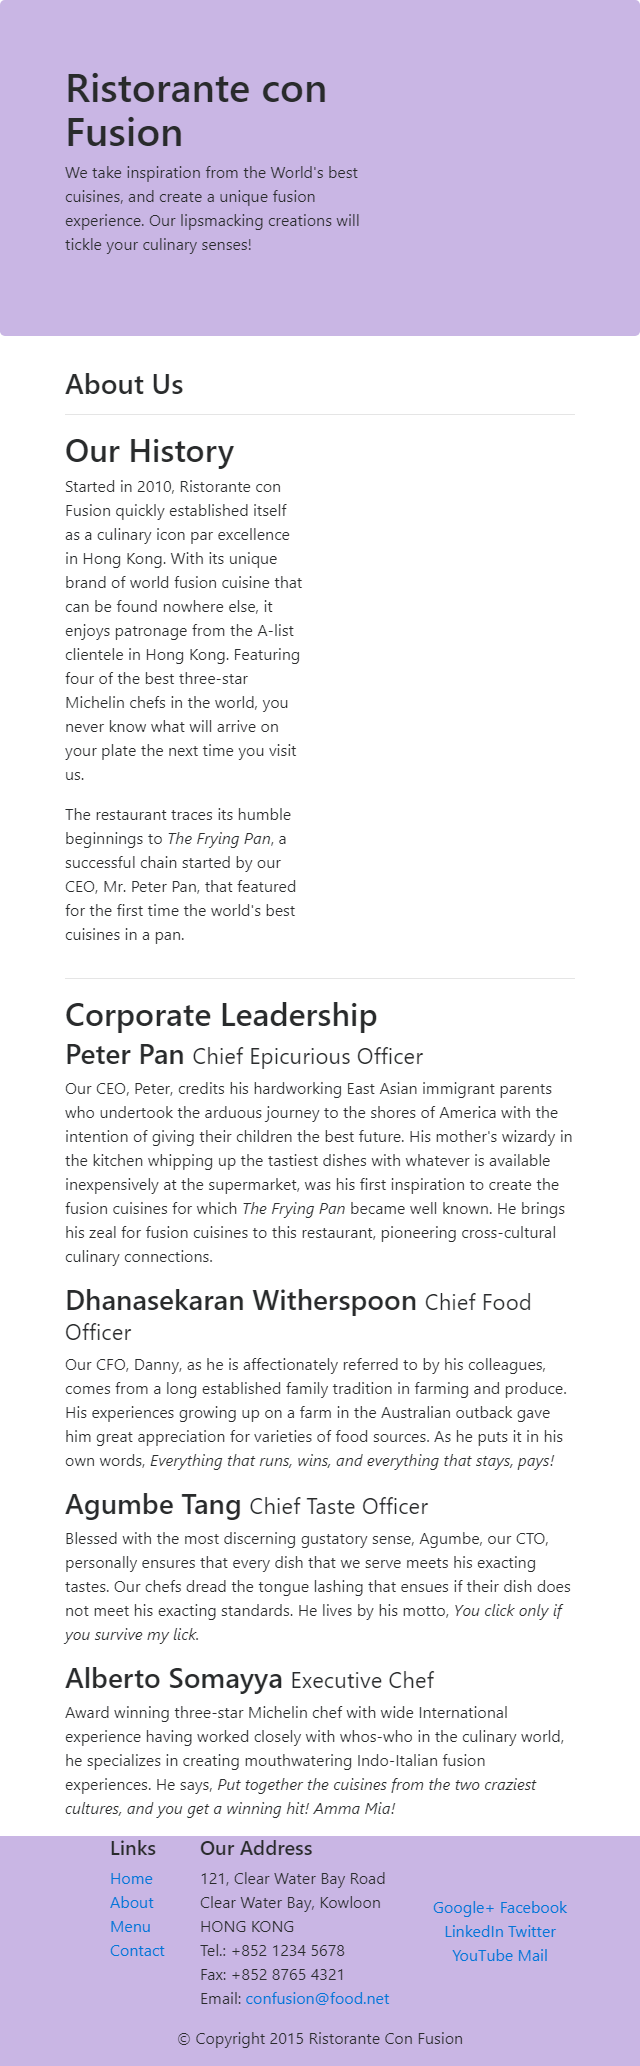 Ristorante con
Fusion
We take inspiration from the World's best
cuisines, and create a unique fusion
experience. Our lipsmacking creations will
tickle your culinary senses!
About Us
Our History
Started in 2010, Ristorante con
Fusion quickly established itself
as a culinary icon par excellence
in Hong Kong. With its unique
brand of world fusion cuisine that
can be found nowhere else, it
enjoys patronage from the A-list
clientele in Hong Kong. Featuring
four of the best three-star
Michelin chefs in the world, you
never know what will arrive on
your plate the next time you visit
us.
The restaurant traces its humble
beginnings to The Frying Pan, a
successful chain started by our
CEO, Mr. Peter Pan, that featured
for the first time the world's best
cuisines in a pan.
Corporate Leadership
Peter Pan Chief Epicurious Officer
Our CEO, Peter, credits his hardworking East Asian immigrant parents
who undertook the arduous journey to the shores of America with the
intention of giving their children the best future. His mother's wizardy in
the kitchen whipping up the tastiest dishes with whatever is available
inexpensively at the supermarket, was his first inspiration to create the
fusion cuisines for which The Frying Pan became well known. He brings
his zeal for fusion cuisines to this restaurant, pioneering cross-cultural
culinary connections.
Dhanasekaran Witherspoon Chief Food
Officer
Our CFO, Danny, as he is affectionately referred to by his colleagues,
comes from a long established family tradition in farming and produce.
His experiences growing up on a farm in the Australian outback gave
him great appreciation for varieties of food sources. As he puts it in his
own words, Everything that runs, wins, and everything that stays, pays!
Agumbe Tang Chief Taste Officer
Blessed with the most discerning gustatory sense, Agumbe, our CTO,
personally ensures that every dish that we serve meets his exacting
tastes. Our chefs dread the tongue lashing that ensues if their dish does
not meet his exacting standards. He lives by his motto, You click only if
you survive my lick.
Alberto Somayya Executive Chef
Award winning three-star Michelin chef with wide International
experience having worked closely with whos-who in the culinary world,
he specializes in creating mouthwatering Indo-Italian fusion
experiences. He says, Put together the cuisines from the two craziest
cultures, and you get a winning hit! Amma Mia!
Links
Home
About
Menu
Contact
Our Address
121, Clear Water Bay Road
Clear Water Bay, Kowloon
HONG KONG
Tel.: +852 1234 5678
Fax: +852 8765 4321
Email: confusion@food.net
Google+ Facebook
LinkedIn Twitter
YouTube Mail
© Copyright 2015 Ristorante Con Fusion